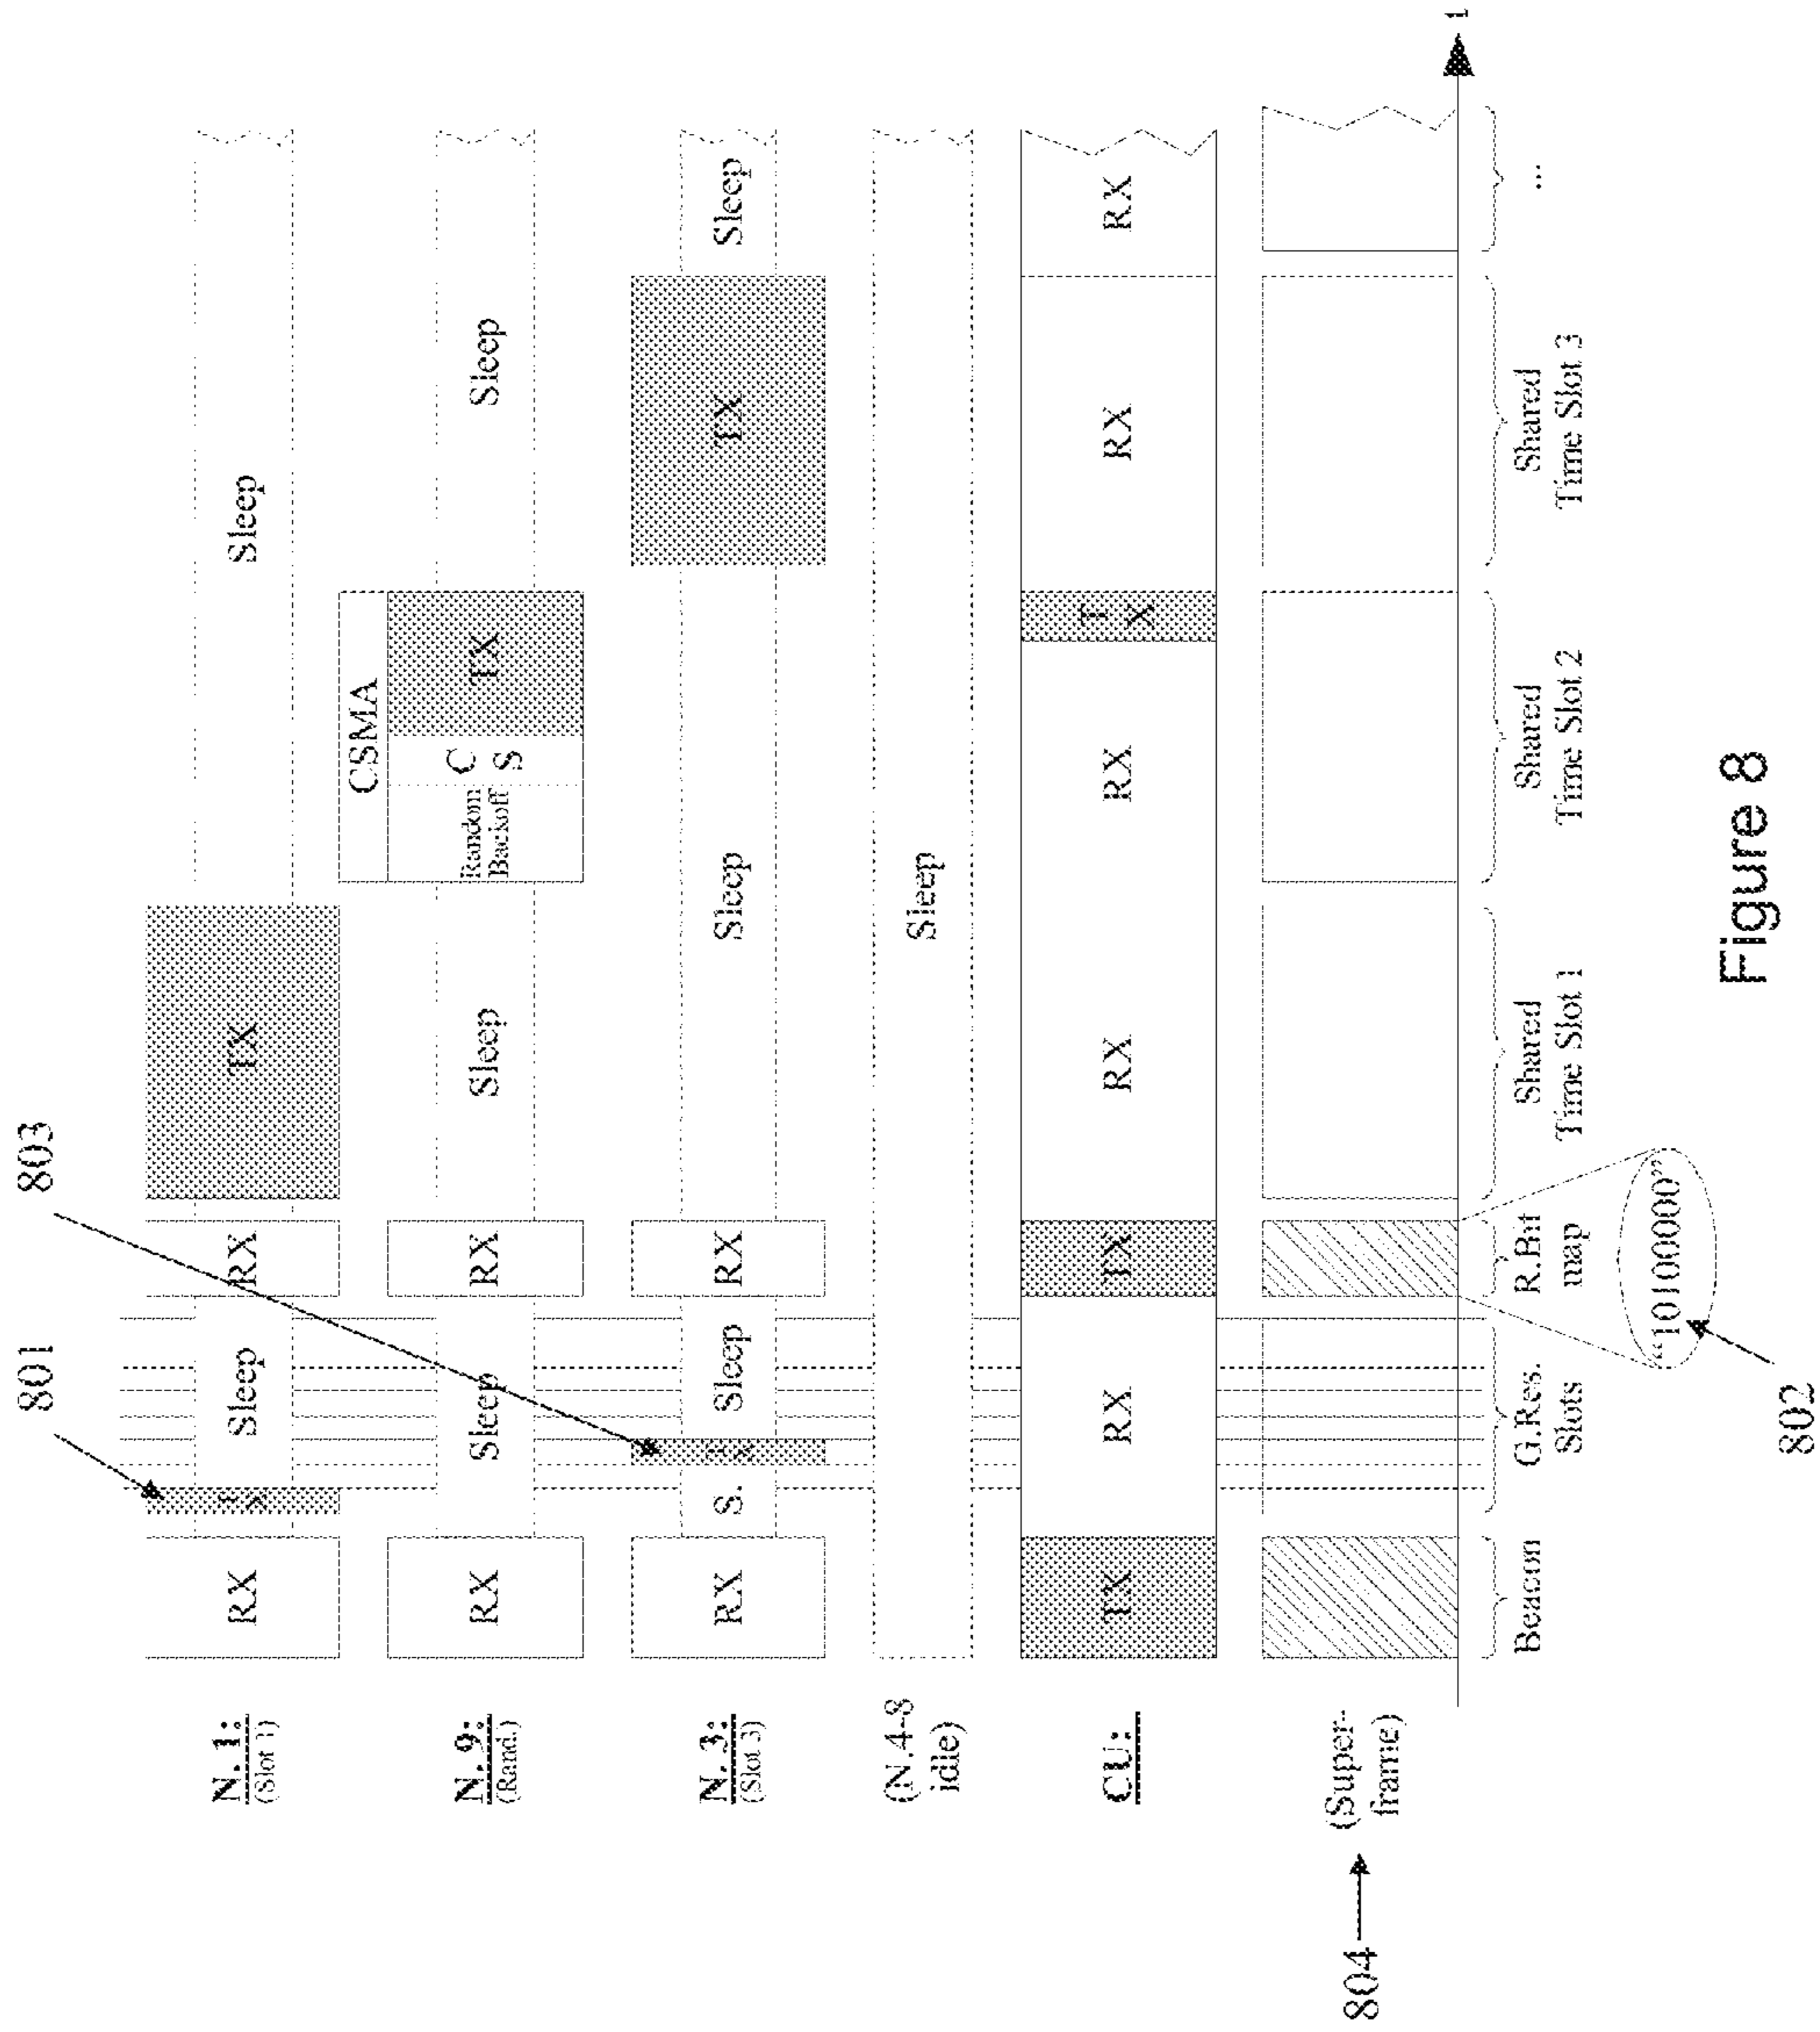 801
803
N. 1:
(Slot 1)
RX
TX
Sleep
RX
TX
Sleep
N. 9:
(Rand.)
RX
Sleep
RX
Sleep
CSMA
Random
Backoff
C
S
TX
Sleep
N. 3:
(Slot 3)
RX
S.
TX
Sleep
RX
Sleep
TX
Sleep
(N.4-8
idle)
Sleep
CU:
TX
RX
TX
RX
RX
T
X
RX
RX
804
(Super-
frame)
t
Beacon
G.Res.
Slots
R.Bit
map
Shared
Time Slot 1
Shared
Time Slot 2
Shared
Time Slot 3
...
“10100000”
802
Figure 8